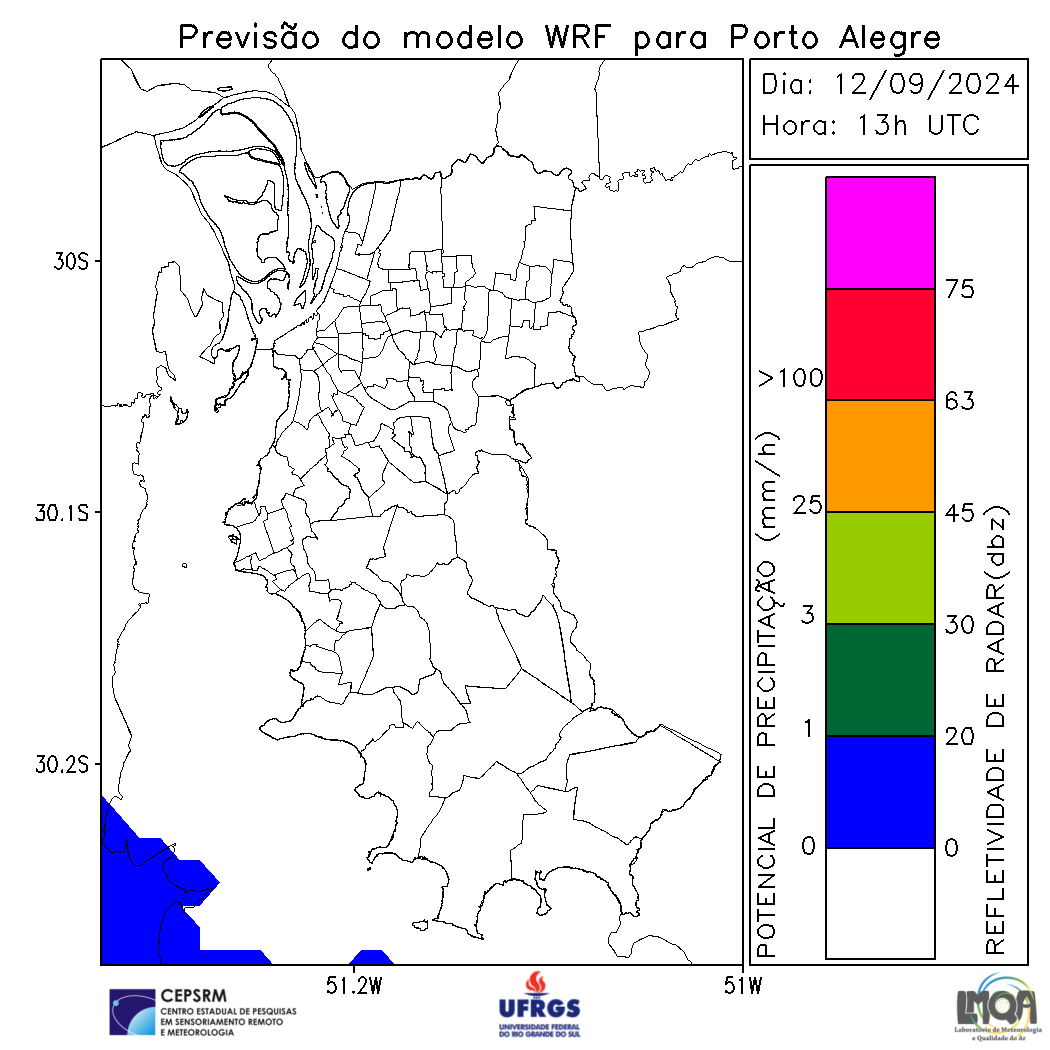 Previsão do modelo WRF para Porto Alegre
Dia: 12/09/2024
Hora: 13h UTC
30S
30.1S
30.2S
51.2W
51W
POTENCIAL DE PRECIPITAÇÃO (mm/h)
>100
25
3
1
0
75
63
45
30
20
0
REFLETIVIDADE DE RADAR(dbz)
CEPSRM
CENTRO ESTADUAL DE PESQUISAS
EM SENSORIAMENTO REMOTO
E METEOROLOGIA
UFRGS
UNIVERSIDADE FEDERAL
DO RIO GRANDE DO SUL
LMQA
Laboratório de Meteorologia
e Qualidade do Ar